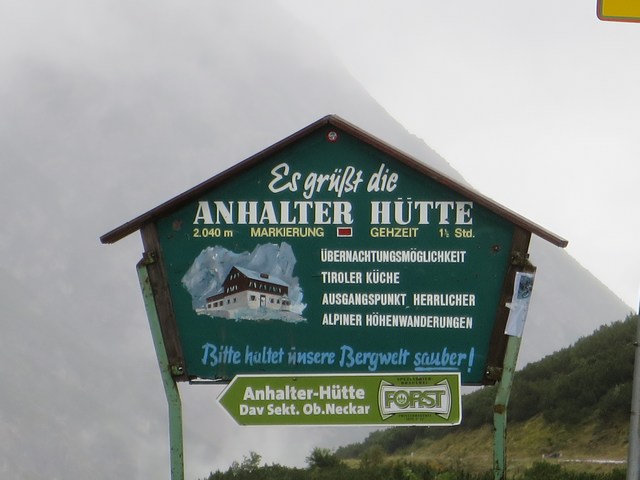 Es grüßt die
ANHALTER HÜTTE
2.040 m MARKIERUNG GEHZEIT 1½ Std.
ÜBERNACHTUNGSMÖGLICHKEIT
TIROLER KÜCHE
AUSGANGSPUNKT HERRLICHER
ALPINER HÖHENWANDERUNGEN
Bitte haltet unsere Bergwelt sauber!
Anhalter-Hütte
Dav Sekt. Ob.Neckar
FORST